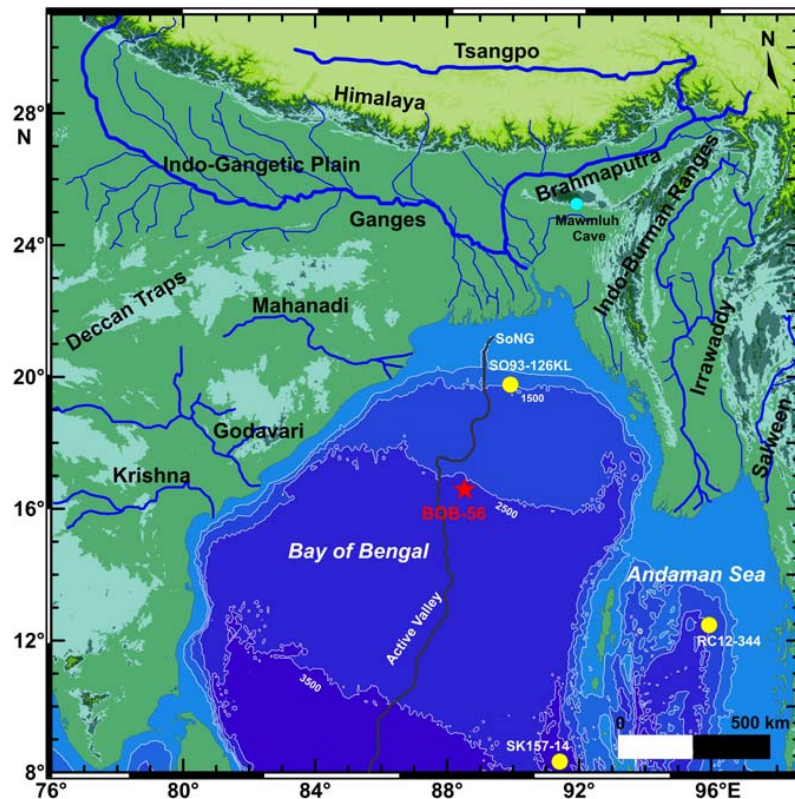 Tsangpo
N
Himalaya
28°
N
Indo-Gangetic Plain
Brahmaputra
Mawmluh
Cave
Ganges
24°
Indo-Burman Ranges
Deccan Traps
Mahanadi
SoNG
SO93-126KL
20°
1500
Irrawaddy
Godavari
Salween
Krishna
16°
BOB-56
2500
Bay of Bengal
Andaman Sea
Active Valley
12°
RC12-344
3500
0 500 km
SK157-14
8°
76° 80° 84° 88° 92° 96°E